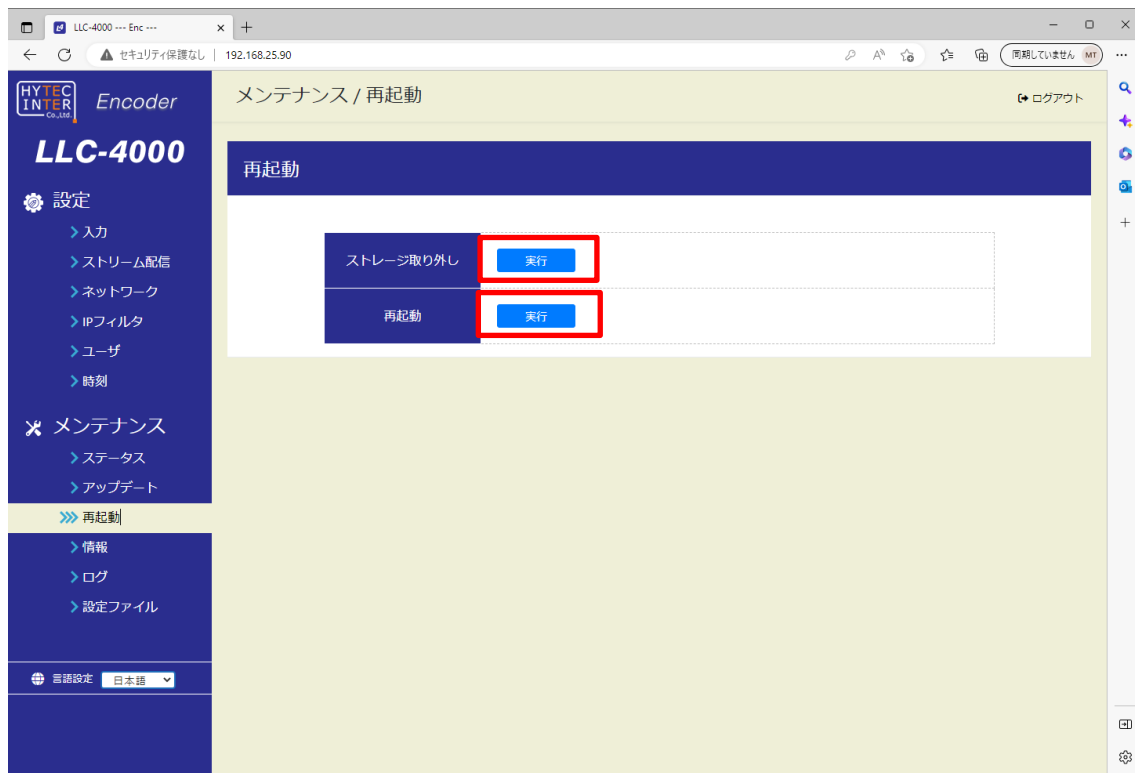 LLC-4000 --- Enc ---
セキュリティ保護なし
192.168.25.90
同期していません
MT
HYTEC
INTER
Co.,Ltd.
Encoder
LLC-4000
設定
入力
ストリーム配信
ネットワーク
IPフィルタ
ユーザ
時刻
メンテナンス
ステータス
アップデート
再起動
情報
ログ
設定ファイル
言語設定 日本語
メンテナンス / 再起動
ログアウト
再起動
ストレージ取り外し 実行
再起動 実行